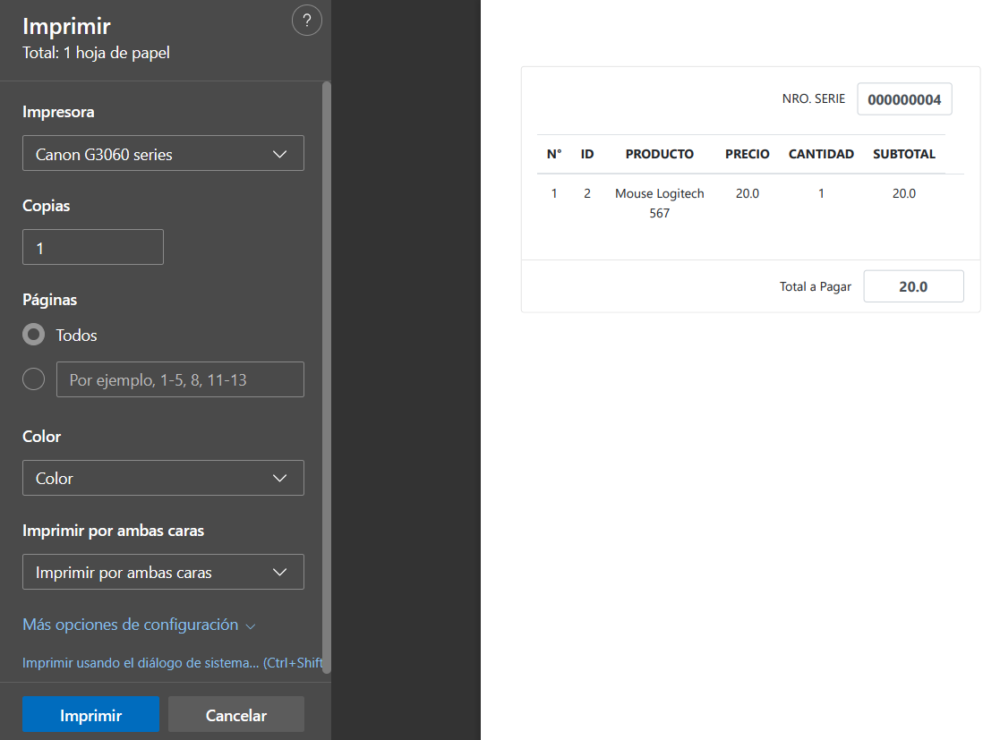 Imprimir
?
Total: 1 hoja de papel
Impresora
Canon G3060 series
Copias
1
Páginas
Todos
Por ejemplo, 1-5, 8, 11-13
Color
Color
Imprimir por ambas caras
Imprimir por ambas caras
Más opciones de configuración
Imprimir usando el diálogo de sistema... (Ctrl+Shift
Imprimir Cancelar
NRO. SERIE 000000004
N° ID PRODUCTO PRECIO CANTIDAD SUBTOTAL
1 2 Mouse Logitech 20.0 1 20.0
567
Total a Pagar 20.0